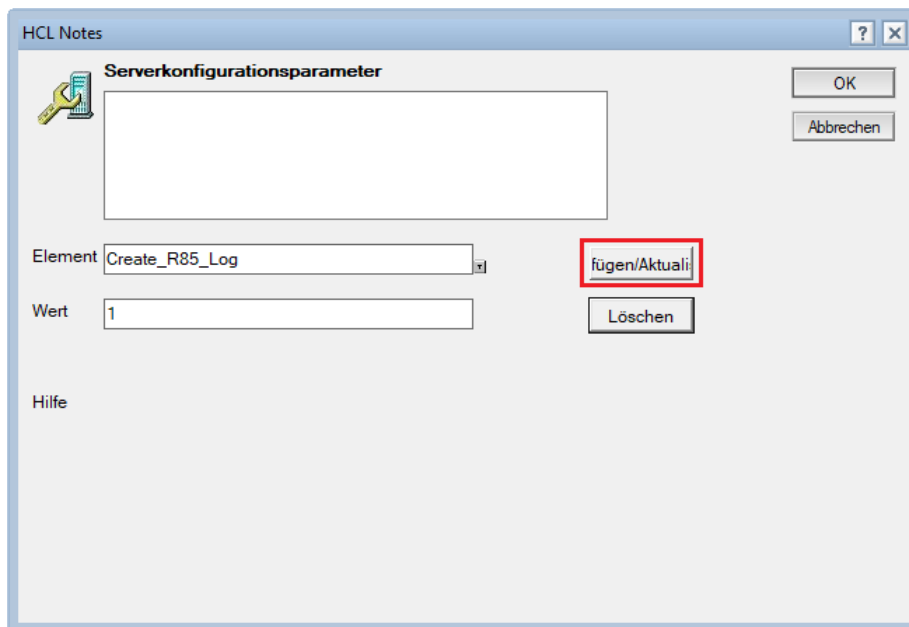 HCL Notes
Serverkonfigurationsparameter
OK
Abbrechen
Element Create_R85_Log
fügen/Aktuali
Wert 1
Löschen
Hilfe